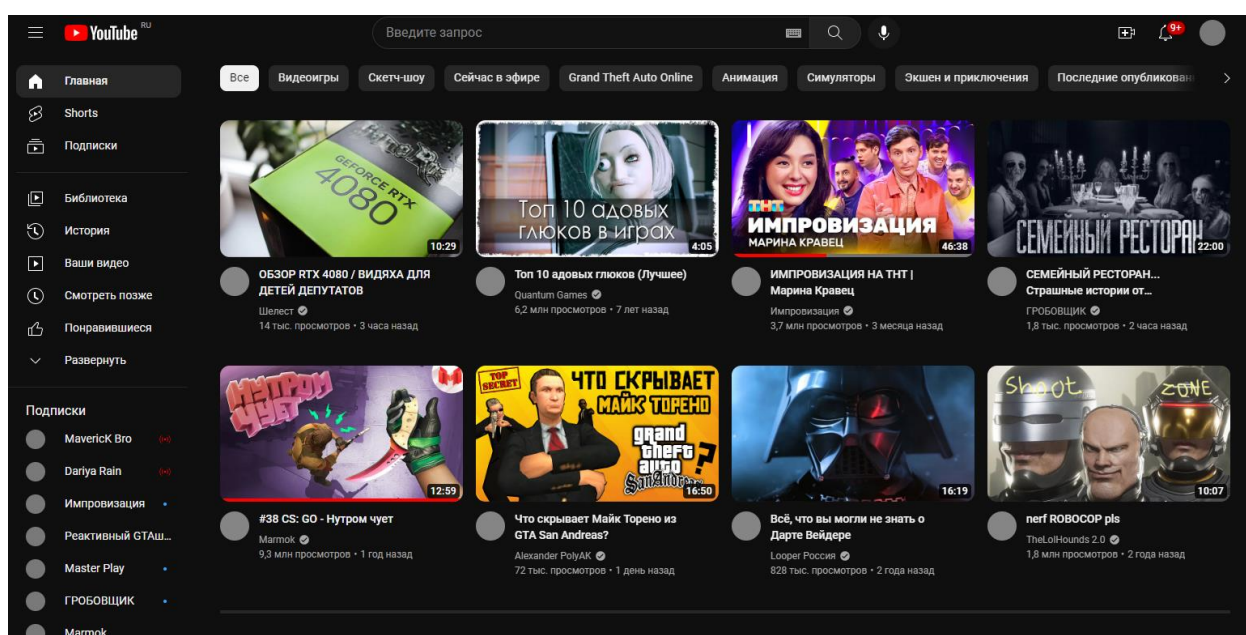 YouTube RU
Введите запрос
9+
Главная
Shorts
Подписки
Библиотека
История
Ваши видео
Смотреть позже
Понравившиеся
Развернуть
Подписки
MavericK Bro
Dariya Rain
Импровизация
Реактивный GTAш...
Master Play
ГРОБОВЩИК
Marmok
Все
Видеоигры
Скетч-шоу
Сейчас в эфире
Grand Theft Auto Online
Анимация
Симуляторы
Экшен и приключения
Последние опубликован
GEFORCE RTX
4080
10:29
ОБЗОР RTX 4080 / ВИДЯХА ДЛЯ
ДЕТЕЙ ДЕПУТАТОВ
Шелест
14 тыс. просмотров • 3 часа назад
Топ 10 адовых
глюков в играх
4:05
Топ 10 адовых глюков (Лучшее)
Quantum Games
6,2 млн просмотров • 7 лет назад
ТНТ
ИМПРОВИЗАЦИЯ
МАРИНА КРАВЕЦ
46:38
ИМПРОВИЗАЦИЯ НА ТНТ |
Марина Кравец
Импровизация
3,7 млн просмотров • 3 месяца назад
СЕМЕЙНЫЙ РЕСТОРАН
22:00
СЕМЕЙНЫЙ РЕСТОРАН...
Страшные истории от...
ГРОБОВЩИК
1,8 тыс. просмотров • 2 часа назад
НУТРОМ
ЧУЕТ
12:59
#38 CS: GO - Нутром чует
Marmok
9,3 млн просмотров • 1 год назад
TOP
SECRET
ЧТО СКРЫВАЕТ
МАЙК ТОРЕНО
grand
theft
auto
SanAndreas
?
16:50
Что скрывает Майк Торено из
GTA San Andreas?
Alexander PolyAK
72 тыс. просмотров • 1 день назад
16:19
Всё, что вы могли не знать о
Дарте Вейдере
Looper Россия
828 тыс. просмотров • 2 года назад
Shoot
ZONE
10:07
nerf ROBOCOP pls
TheLolHounds 2.0
1,8 млн просмотров • 2 года назад